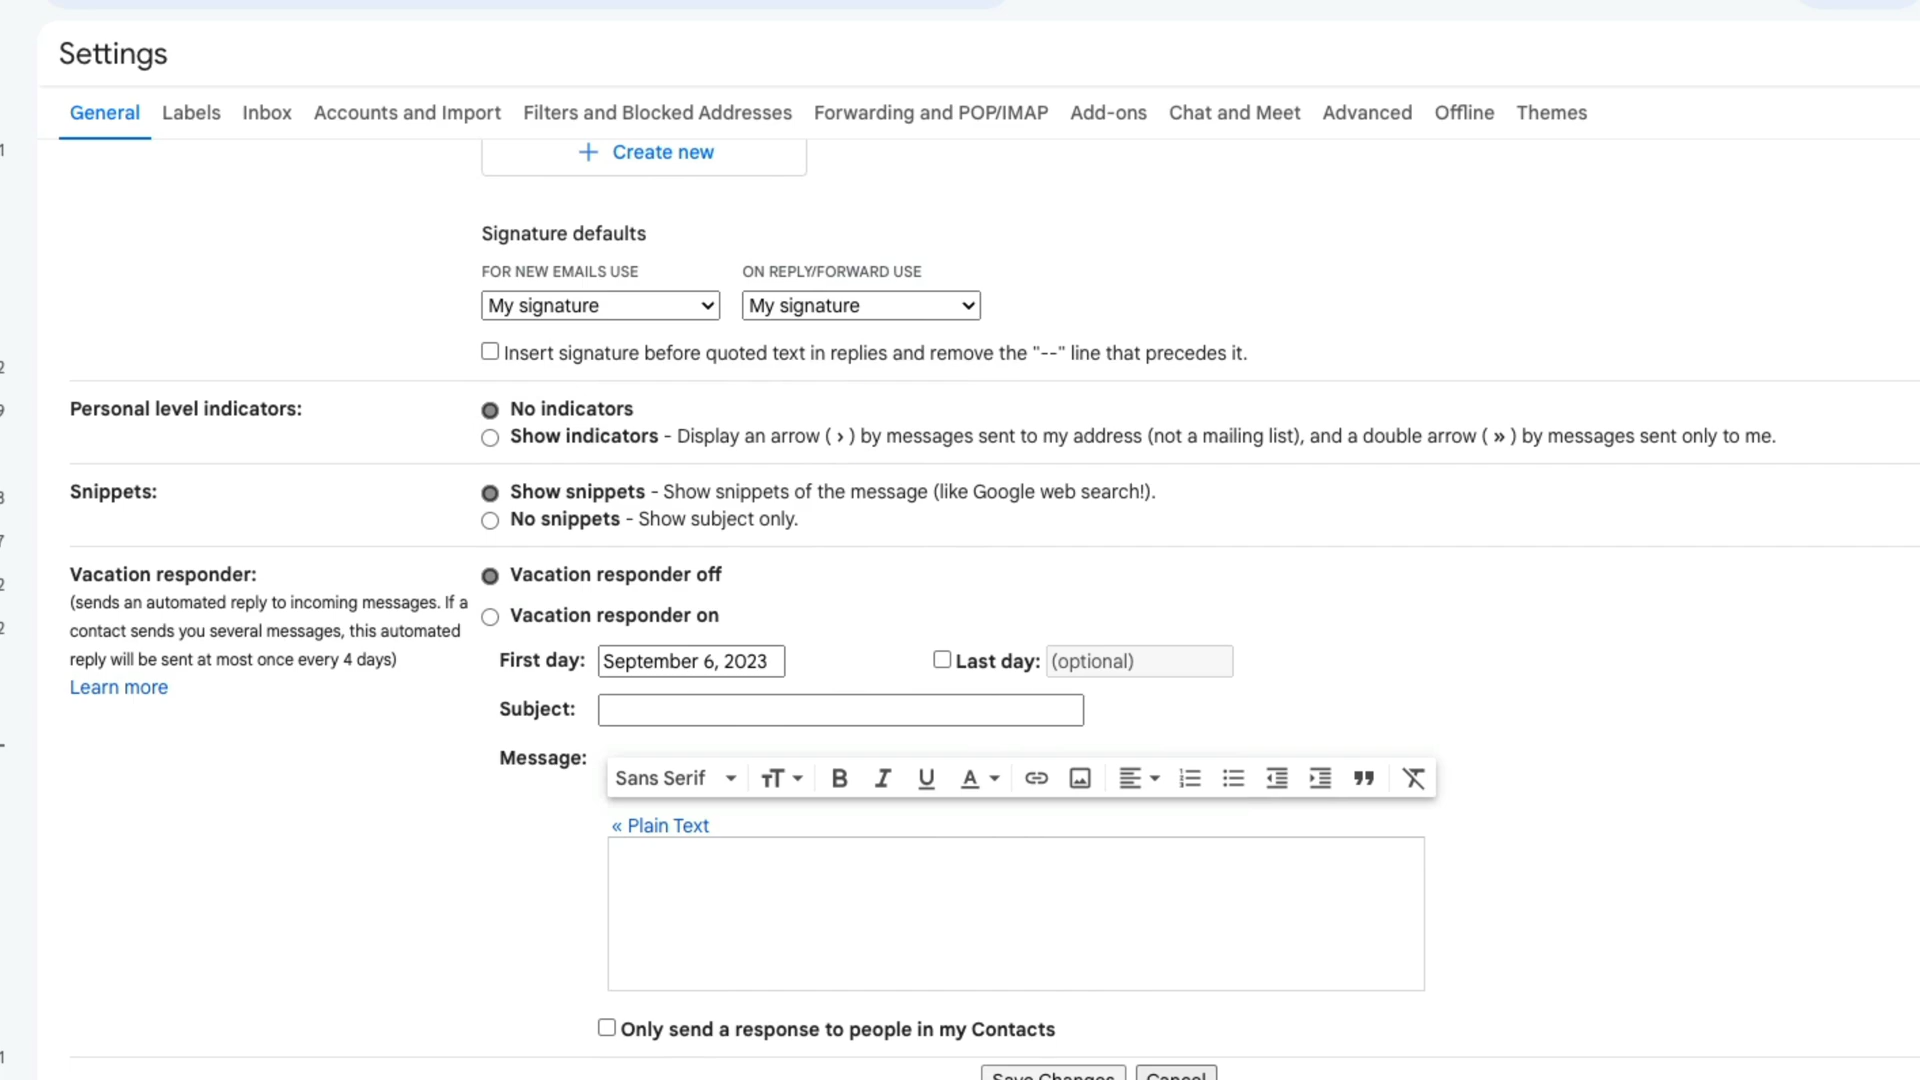 Settings
General Labels Inbox Accounts and Import Filters and Blocked Addresses Forwarding and POP/IMAP Add-ons Chat and Meet Advanced Offline Themes
+ Create new
Signature defaults
FOR NEW EMAILS USE ON REPLY/FORWARD USE
My signature My signature
Insert signature before quoted text in replies and remove the "--" line that precedes it.
Personal level indicators: No indicators
Show indicators - Display an arrow ( › ) by messages sent to my address (not a mailing list), and a double arrow ( » ) by messages sent only to me.
Snippets: Show snippets - Show snippets of the message (like Google web search!).
No snippets - Show subject only.
Vacation responder: Vacation responder off
(sends an automated reply to incoming messages. If a
contact sends you several messages, this automated
reply will be sent at most once every 4 days)
Learn more
Vacation responder on
First day: September 6, 2023 Last day: (optional)
Subject:
Message:
Sans Serif
« Plain Text
Only send a response to people in my Contacts
Save Changes Cancel